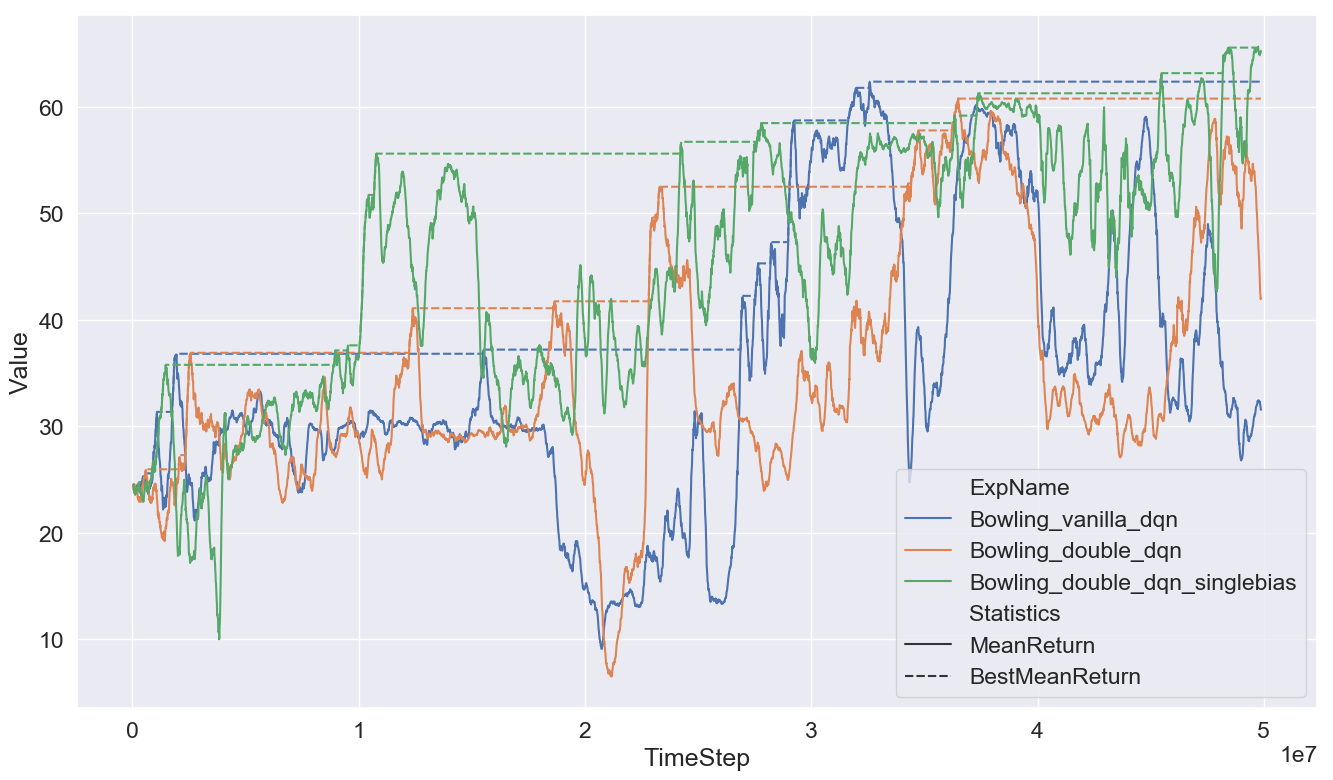 Value
60
50
40
30
20
10
0
1
2
3
4
5
1e7
TimeStep
ExpName
Bowling_vanilla_dqn
Bowling_double_dqn
Bowling_double_dqn_singlebias
Statistics
MeanReturn
BestMeanReturn